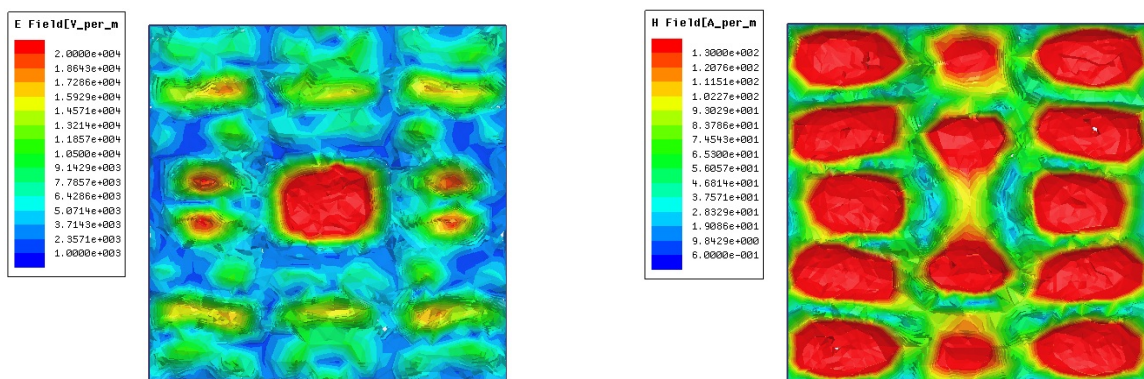 E Field[V_per_m
2.0000e+004
1.8643e+004
1.7286e+004
1.5929e+004
1.4571e+004
1.3214e+004
1.1857e+004
1.0500e+004
9.1429e+003
7.7857e+003
6.4286e+003
5.0714e+003
3.7143e+003
2.3571e+003
1.0000e+003
H Field[A_per_m
1.3000e+002
1.2076e+002
1.1151e+002
1.0227e+002
9.3029e+001
8.3786e+001
7.4543e+001
6.5300e+001
5.6057e+001
4.6814e+001
3.7571e+001
2.8329e+001
1.9086e+001
9.8429e+000
6.0000e-001